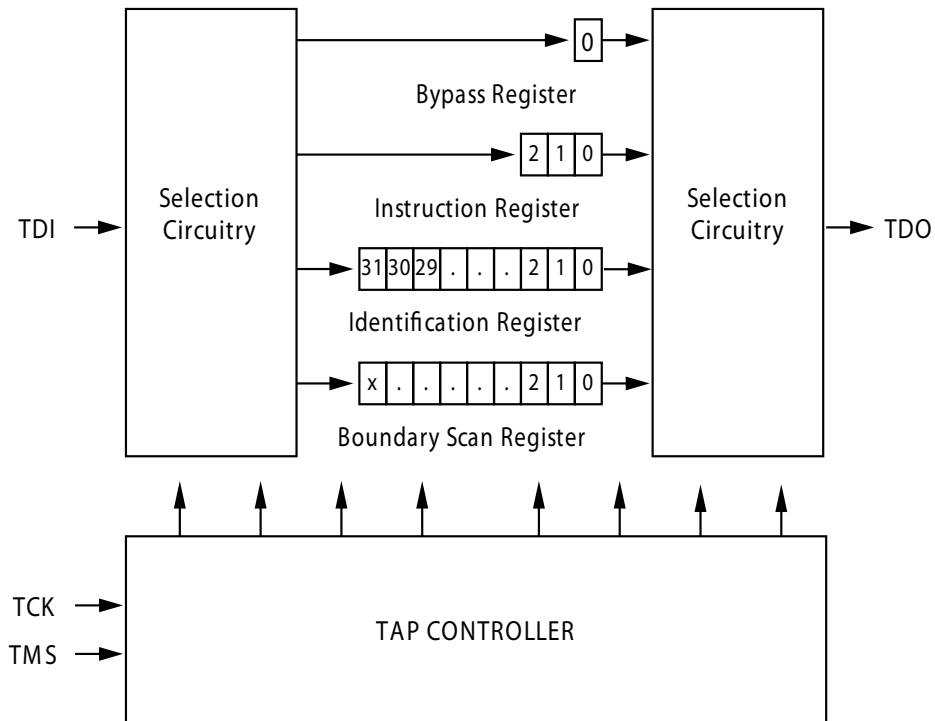 0
Bypass Register
2 1 0
Instruction Register
Selection
Circuitry
Selection
Circuitry
TDI
TDO
31 30 29 . . . 2 1 0
Identification Register
x . . . . . 2 1 0
Boundary Scan Register
TCK
TMS
TAP CONTROLLER